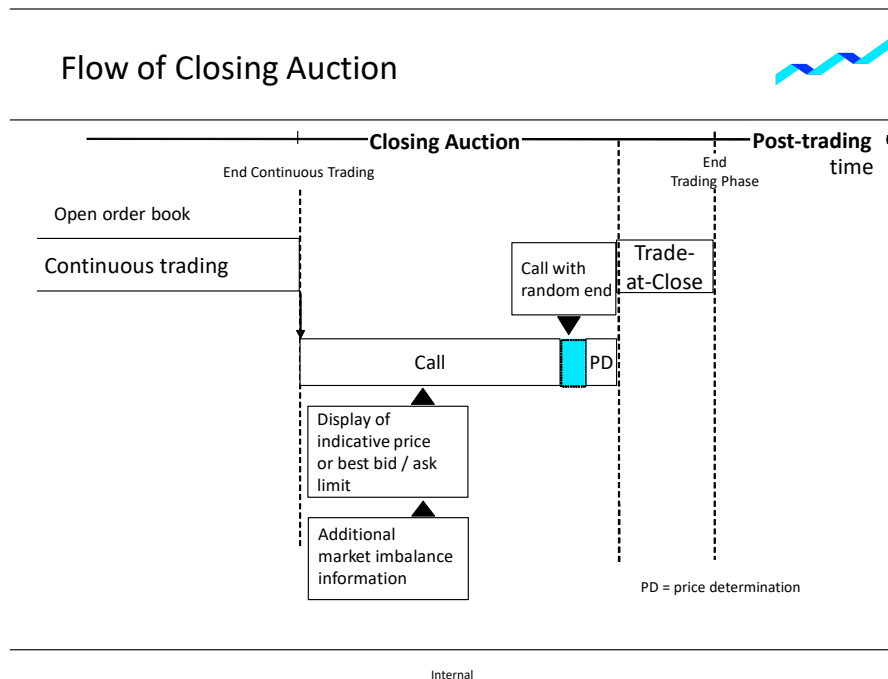 Flow of Closing Auction
Closing Auction
Post-trading
time
End Continuous Trading
End
Trading Phase
Open order book
Continuous trading
Call with
random end
Trade-
at-Close
Call
PD
Display of
indicative price
or best bid / ask
limit
Additional
market imbalance
information
PD = price determination
Internal